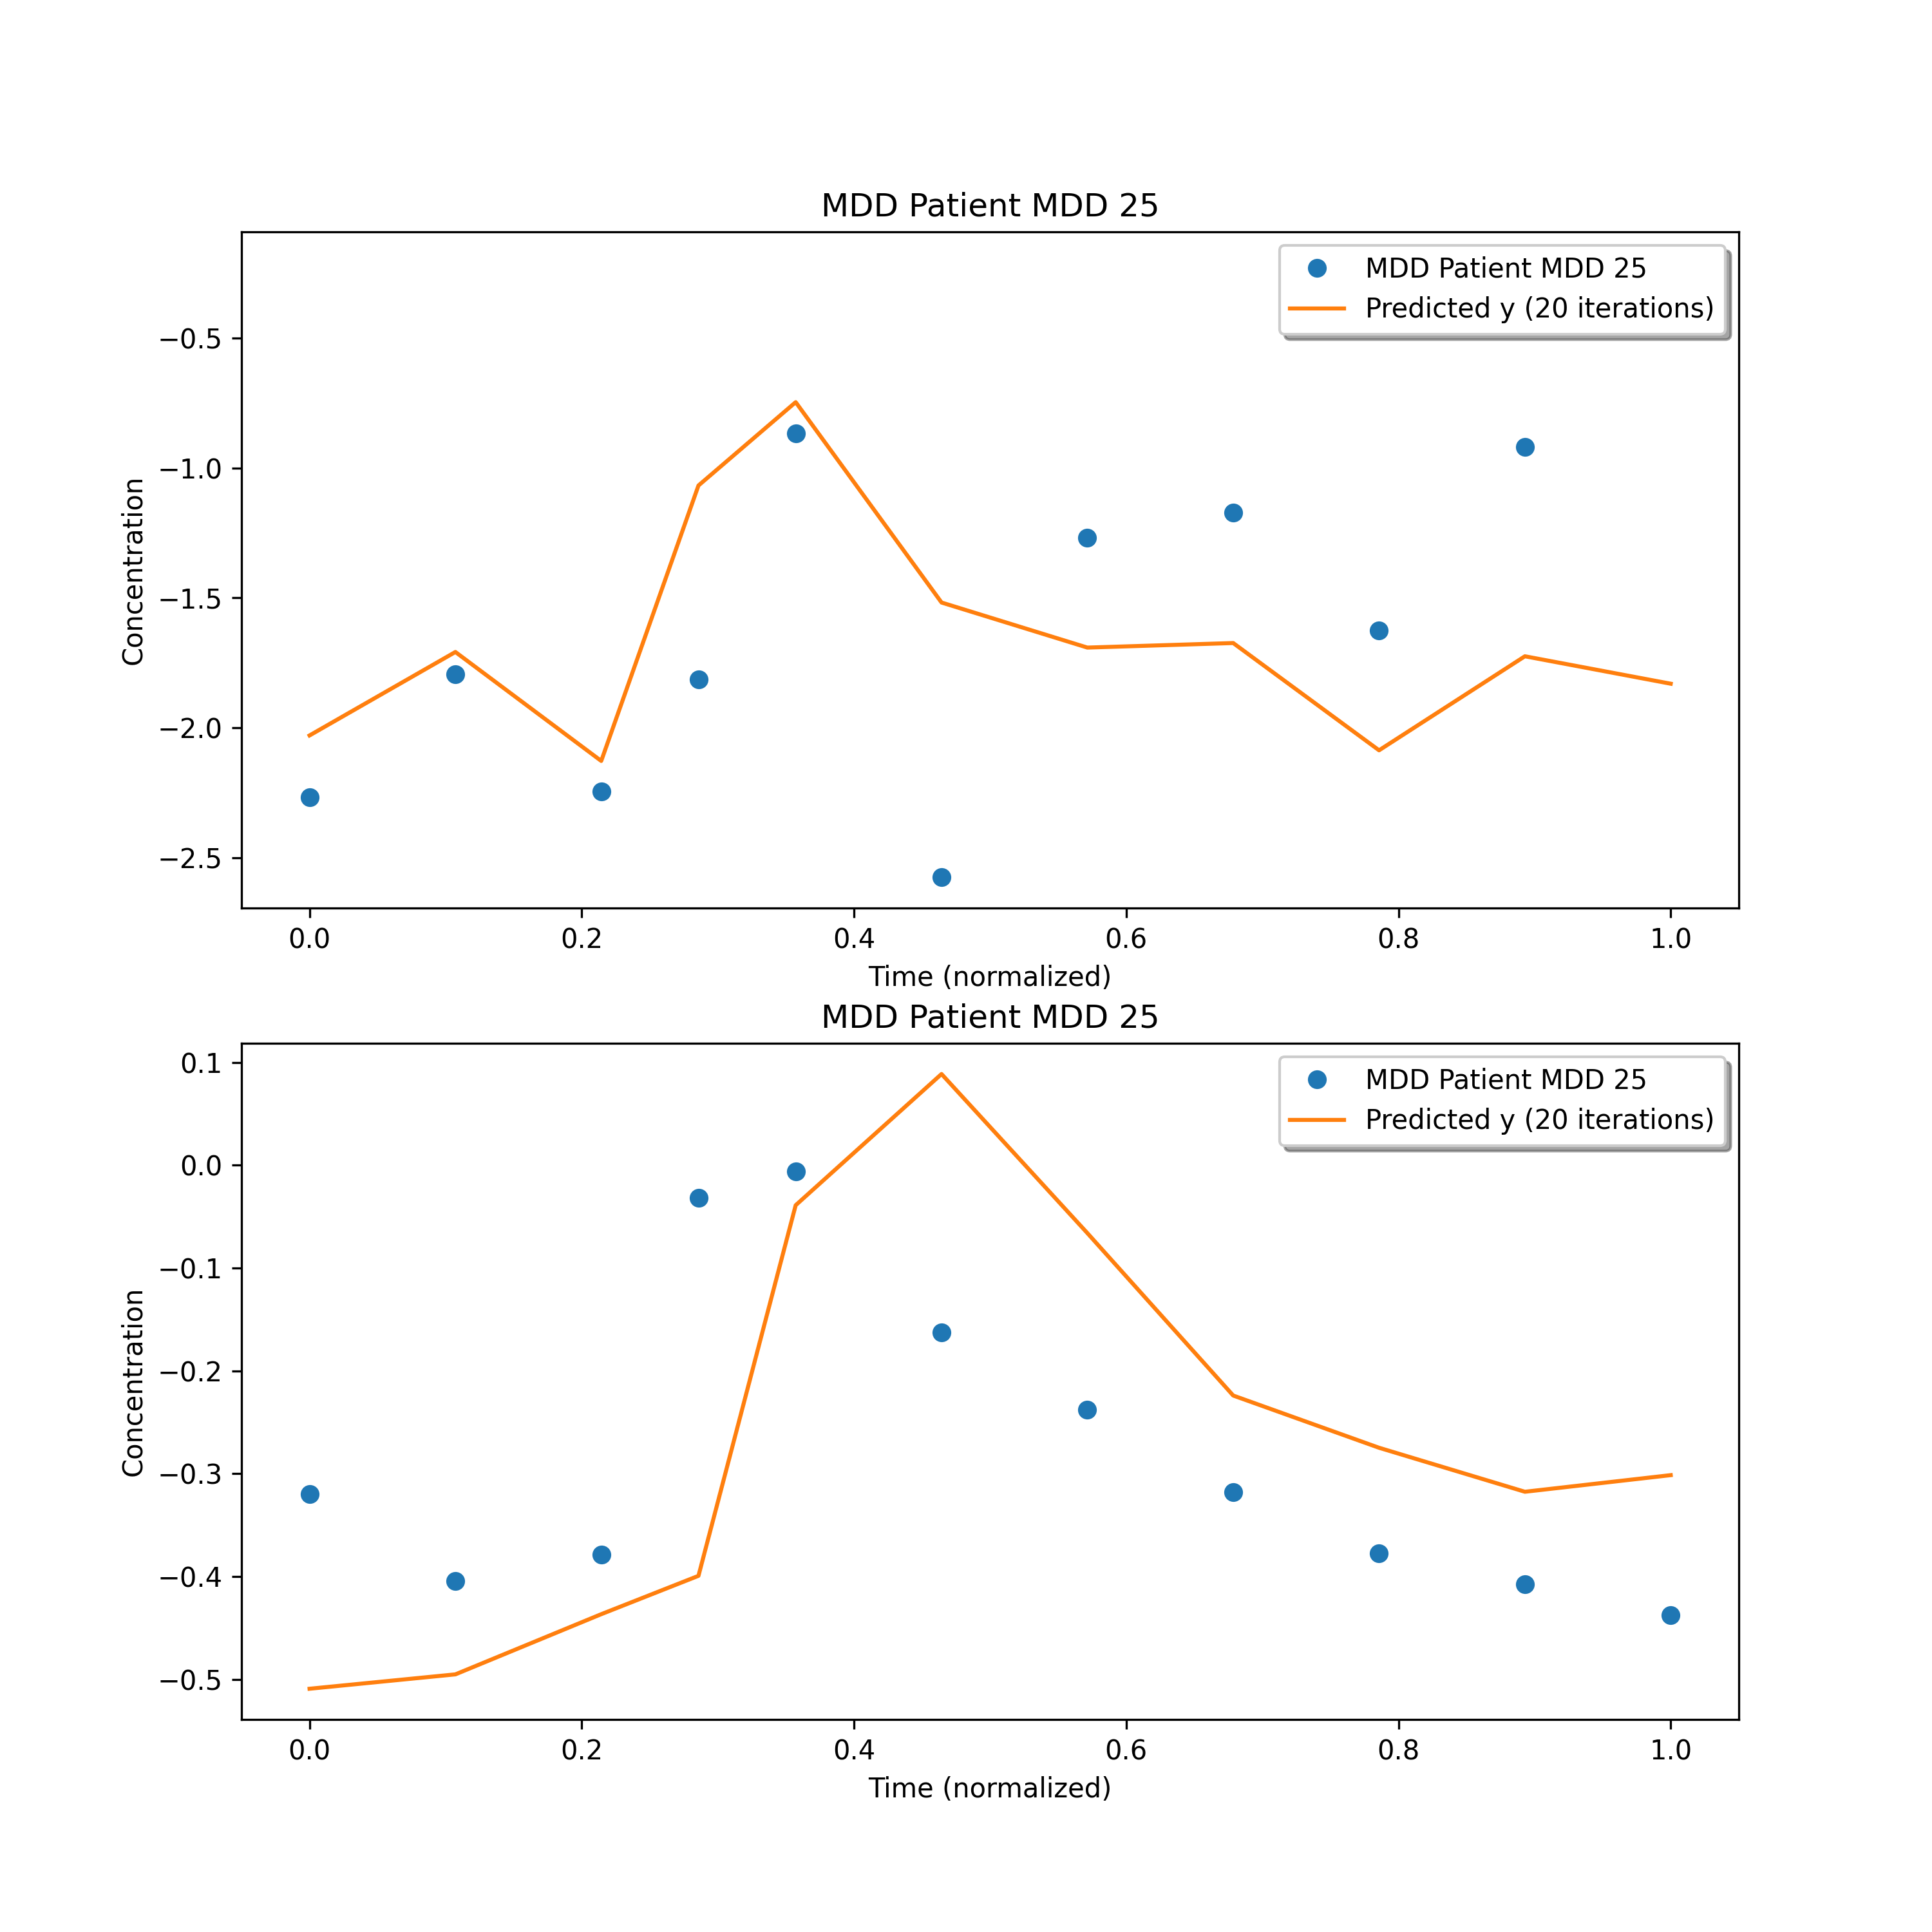 MDD Patient MDD 25
MDD Patient MDD 25
Predicted y (20 iterations)
−0.5
−1.0
−1.5
−2.0
−2.5
Concentration
0.0 0.2 0.4 0.6 0.8 1.0
Time (normalized)
MDD Patient MDD 25
MDD Patient MDD 25
Predicted y (20 iterations)
0.1
0.0
−0.1
−0.2
−0.3
−0.4
−0.5
Concentration
0.0 0.2 0.4 0.6 0.8 1.0
Time (normalized)